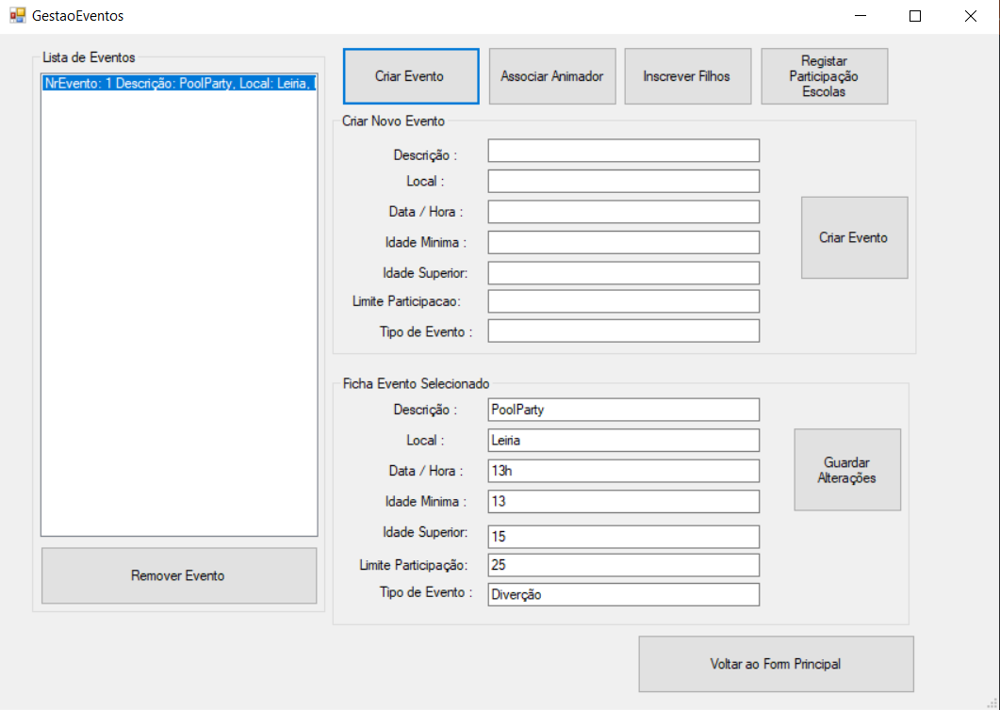 GestaoEventos
Lista de Eventos
NrEvento: 1 Descrição: PoolParty, Local: Leiria,
Remover Evento
Criar Evento
Associar Animador
Inscrever Filhos
Registar
Participação
Escolas
Criar Novo Evento
Descrição :
Local :
Data / Hora :
Idade Minima :
Idade Superior:
Limite Participacao:
Tipo de Evento :
Criar Evento
Ficha Evento Selecionado
Descrição : PoolParty
Local : Leiria
Data / Hora : 13h
Idade Minima : 13
Idade Superior: 15
Limite Participação: 25
Tipo de Evento : Diverção
Guardar
Alterações
Voltar ao Form Principal